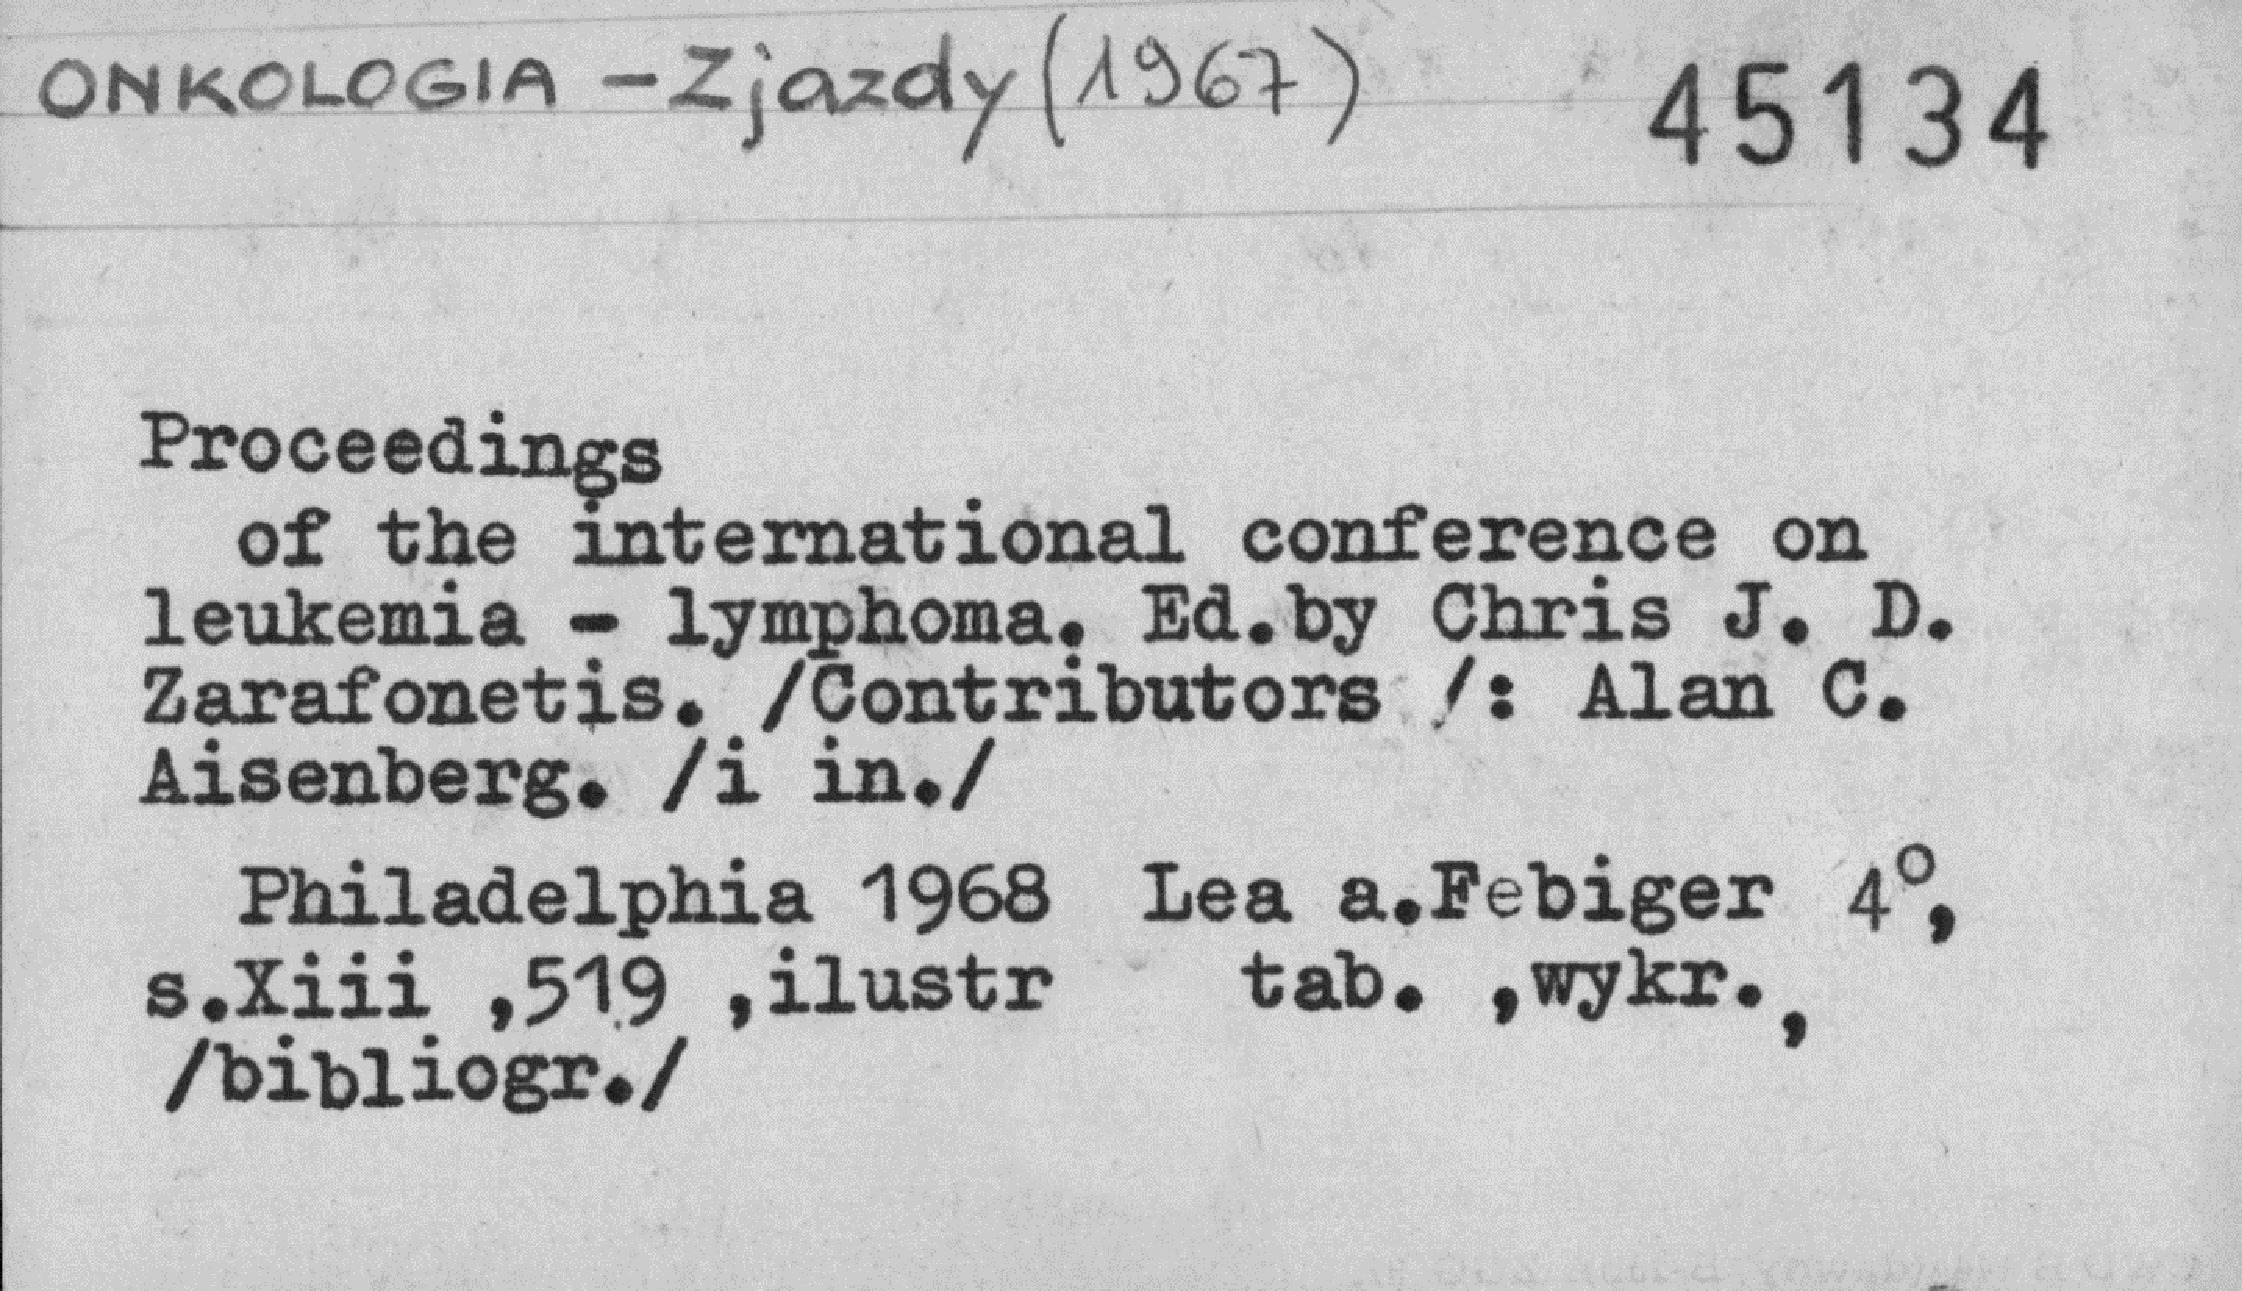 ONKOLOGIA - Zjazdy (1967) 45134
Proceedings
of the international conference on
leukemia - lymphoma. Ed.by Chris J. D.
Zarafonetis. /Contributors /: Alan C.
Aisenberg. /i in./
Philadelphia 1968 Lea a.Febiger 4°,
s.Xiii ,519 ,ilustr tab. ,wykr.,
/bibliogr./